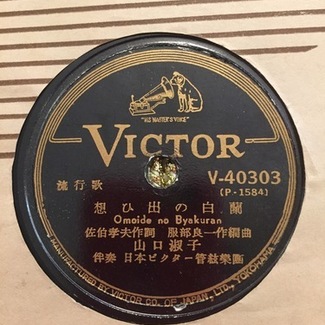 "HIS MASTER'S VOICE"
VICTOR
流行歌
V-40303
(P-1584)
想ひ出の白蘭
Omoide no Byakuran
佐伯孝夫作詞 服部良一作編曲
山口淑子
伴奏 日本ビクター管絃樂團
MANUFACTURED BY VICTOR CO. OF JAPAN, LTD., YOKOHAMA